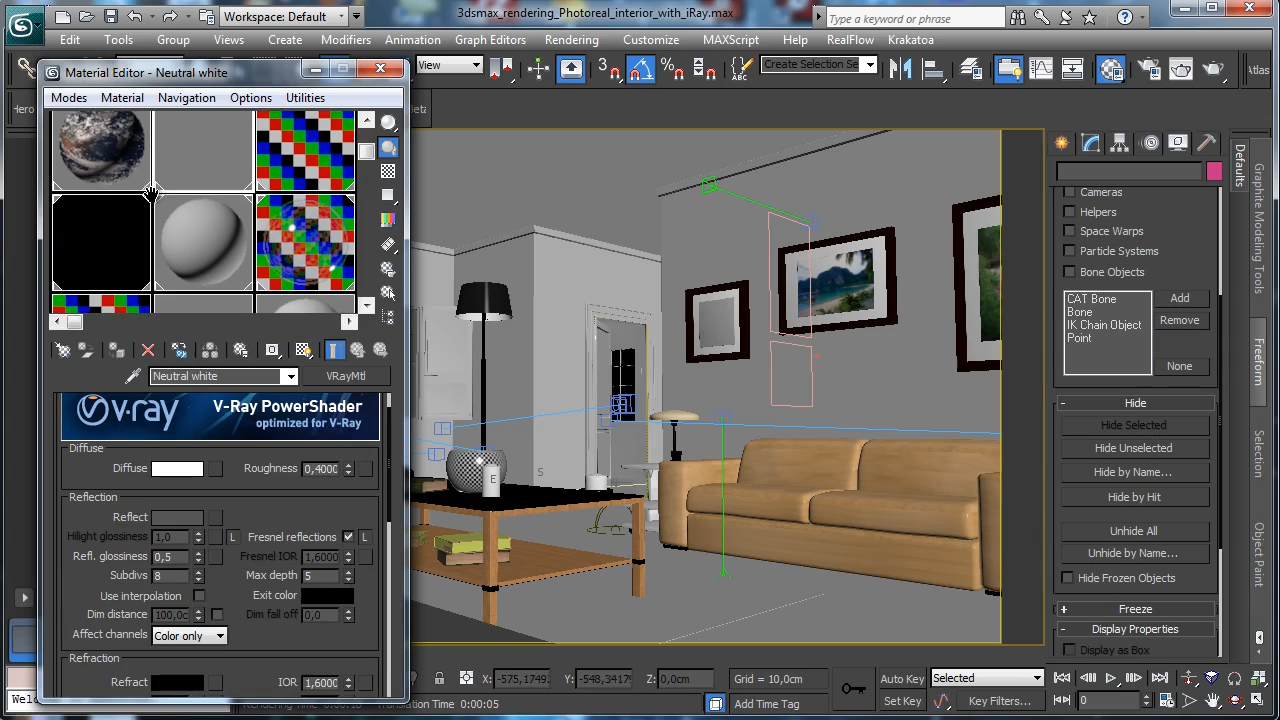 Workspace: Default
3dsmax_rendering_Photoreal_interior_with_iRay.max
Type a keyword or phrase
Edit Tools Group Views Create Modifiers Animation Graph Editors Rendering Customize MAXScript Help RealFlow Krakatoa
View
3
Create Selection Se
Atlas
Material Editor - Neutral white
Modes Material Navigation Options Utilities
Hero
Neutral white
VRayMtl
v-ray
V-Ray PowerShader
optimized for V-Ray
Diffuse
Diffuse
Roughness 0,4000
Reflection
Reflect
Hilight glossiness 1,0
L
Fresnel reflections
L
Refl. glossiness 0,5
Fresnel IOR 1,6000
Subdivs 8
Max depth 5
Use interpolation
Exit color
Dim distance 100,0c
Dim fall off 0,0
Affect channels Color only
Refraction
Refract
IOR 1,6000
E
S
Defaults
Graphite Modeling Tools
Freeform
Selection
Object Paint
Cameras
Helpers
Space Warps
Particle Systems
Bone Objects
CAT Bone
Bone
IK Chain Object
Point
Add
Remove
None
Hide
Hide Selected
Hide Unselected
Hide by Name...
Hide by Hit
Unhide All
Unhide by Name...
Hide Frozen Objects
Freeze
Display Properties
Display as Box
X: -575,1749
Y: -548,3417
Z: 0,0cm
Grid = 10,0cm
Auto Key
Selected
Set Key
Key Filters...
0
Add Time Tag
Translation Time 0:00:05